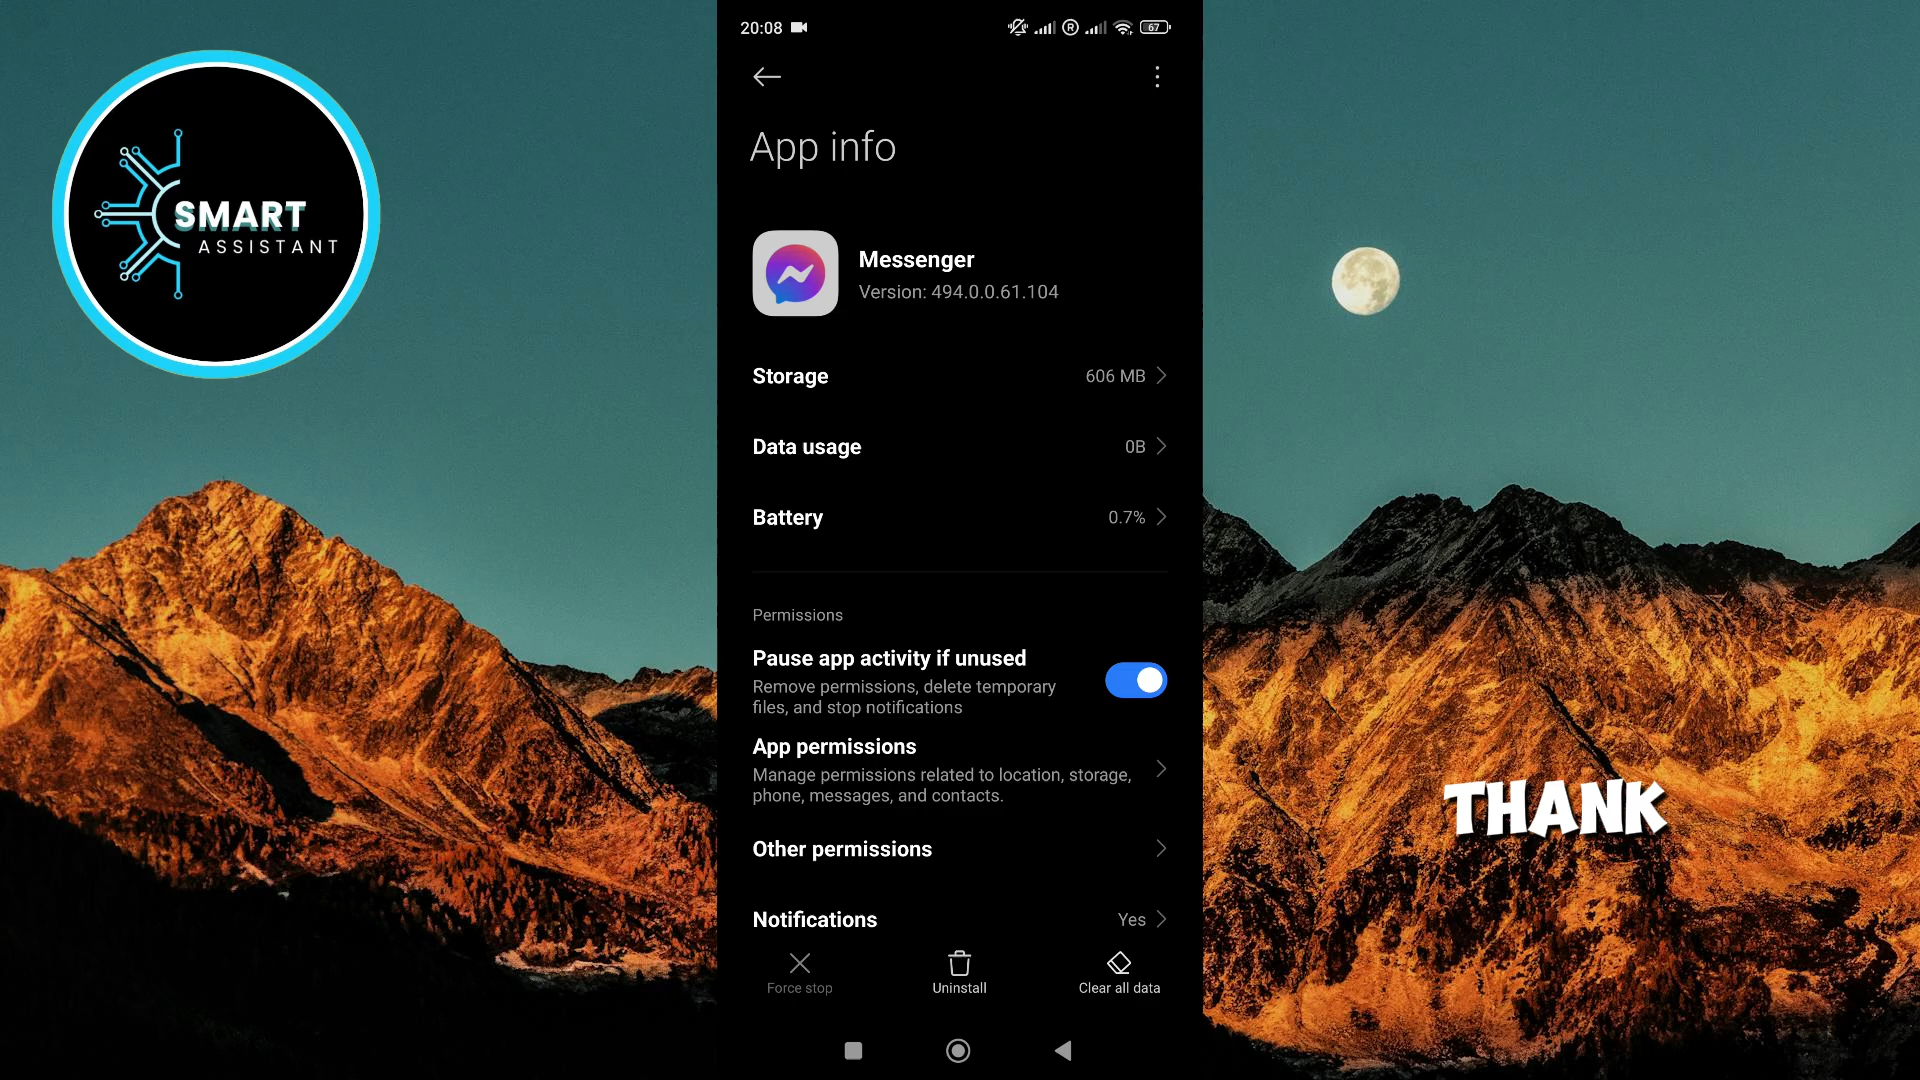 SMART
ASSISTANT
20:08
R
67
App info
Messenger
Version: 494.0.0.61.104
Storage
606 MB
Data usage
0B
Battery
0.7%
Permissions
Pause app activity if unused
Remove permissions, delete temporary
files, and stop notifications
App permissions
Manage permissions related to location, storage,
phone, messages, and contacts.
Other permissions
Notifications
Yes
Force stop
Uninstall
Clear all data
THANK